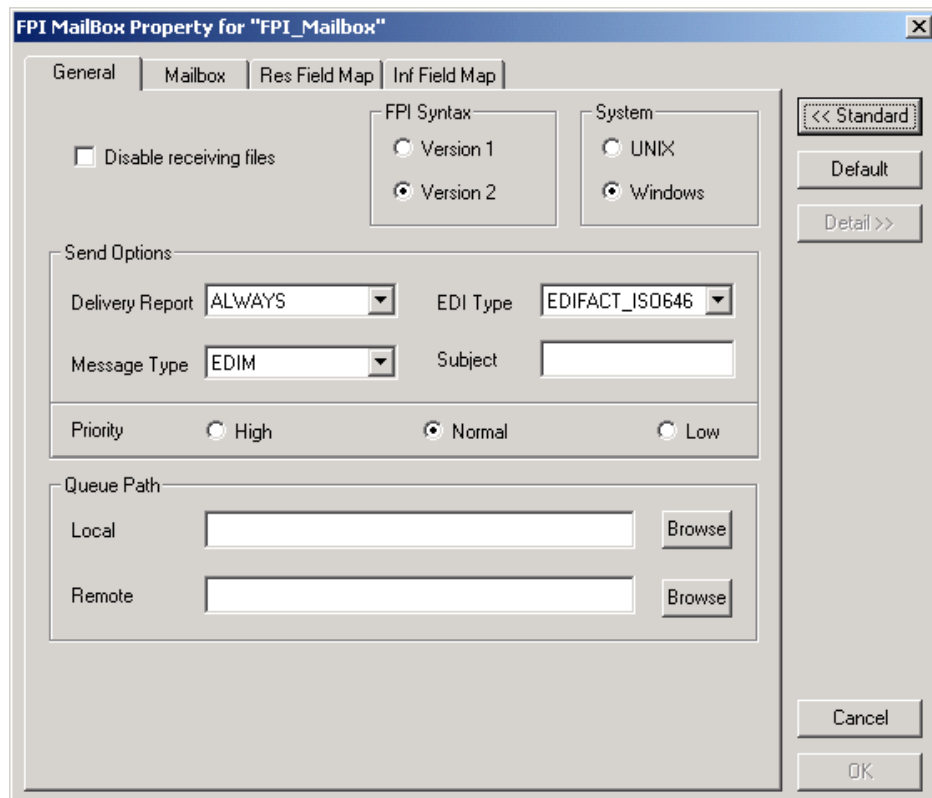 FPI MailBox Property for "FPI_Mailbox"
General
Mailbox
Res Field Map
Inf Field Map
Disable receiving files
FPI Syntax
Version 1
Version 2
System
UNIX
Windows
<< Standard
Default
Detail >>
Send Options
Delivery Report
ALWAYS
EDI Type
EDIFACT_ISO646
Message Type
EDIM
Subject
Priority
High
Normal
Low
Queue Path
Local
Browse
Remote
Browse
Cancel
OK